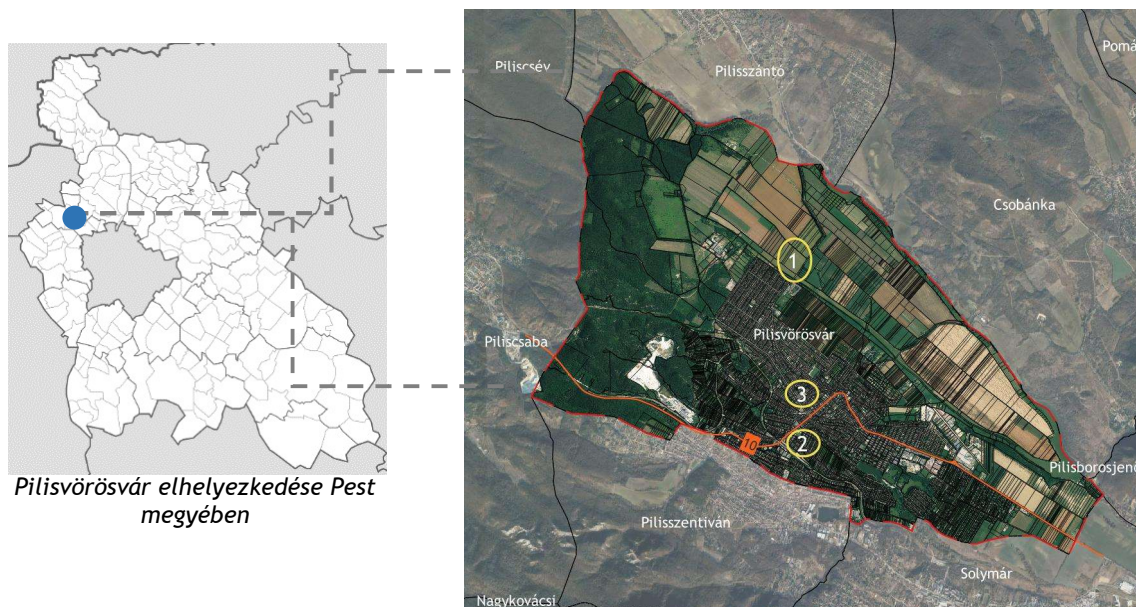 Piliscsév
Pilisszántó
Pomá
Csobánka
1
Pilisvörösvár
Piliscsaba
3
10
2
Pilisborosjenő
Pilisszentiván
Solymár
Nagykovácsi
Pilisvörösvár elhelyezkedése Pest
megyében